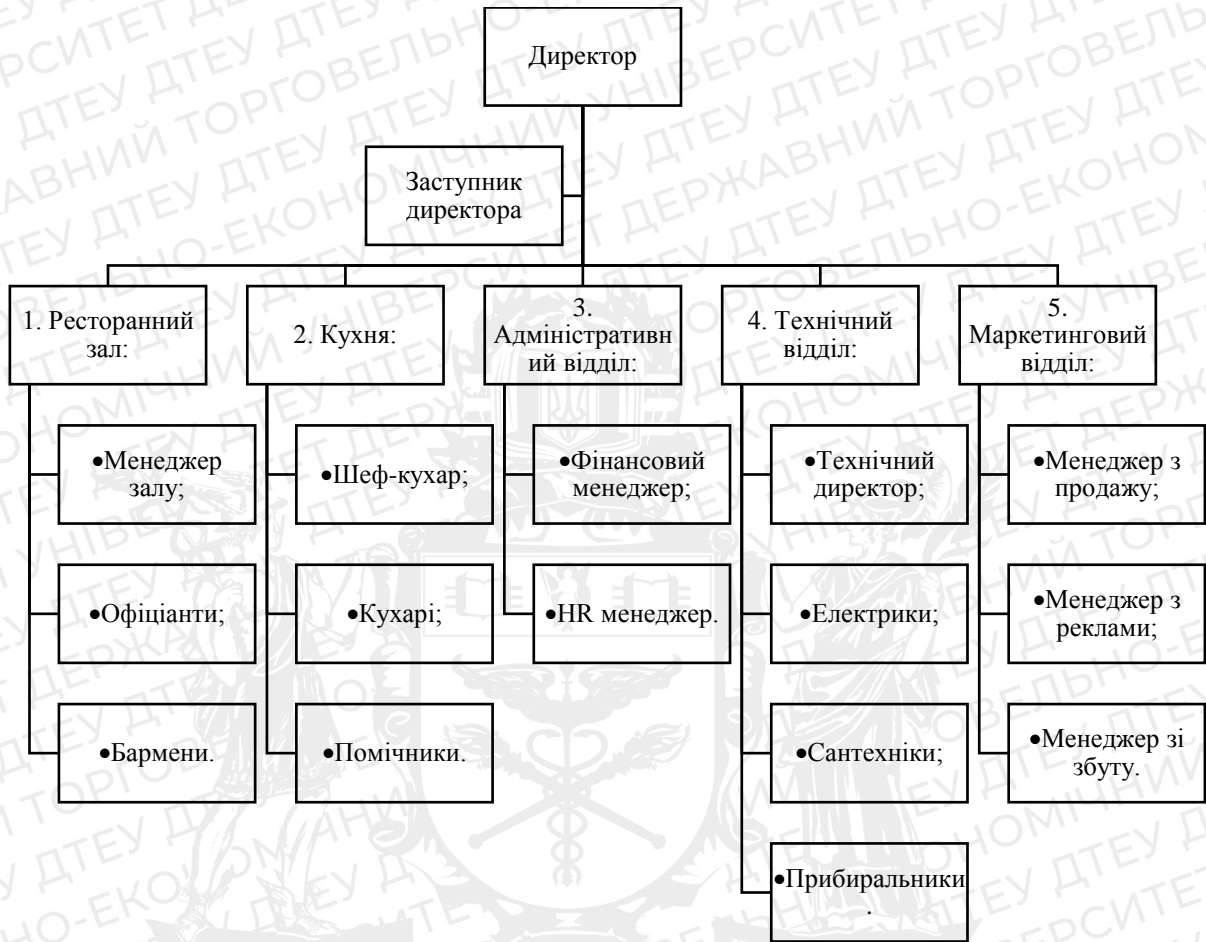 Директор
Заступник
директора
1. Ресторанний
зал:
•Менеджер
залу;
•Офіціанти;
•Бармени.
2. Кухня:
•Шеф-кухар;
•Кухарі;
•Помічники.
3.
Адміністративн
ий відділ:
•Фінансовий
менеджер;
•HR менеджер.
4. Технічний
відділ:
•Технічний
директор;
•Електрики;
•Сантехніки;
•Прибиральники
.
5.
Маркетинговий
відділ:
•Менеджер з
продажу;
•Менеджер з
реклами;
•Менеджер зі
збуту.